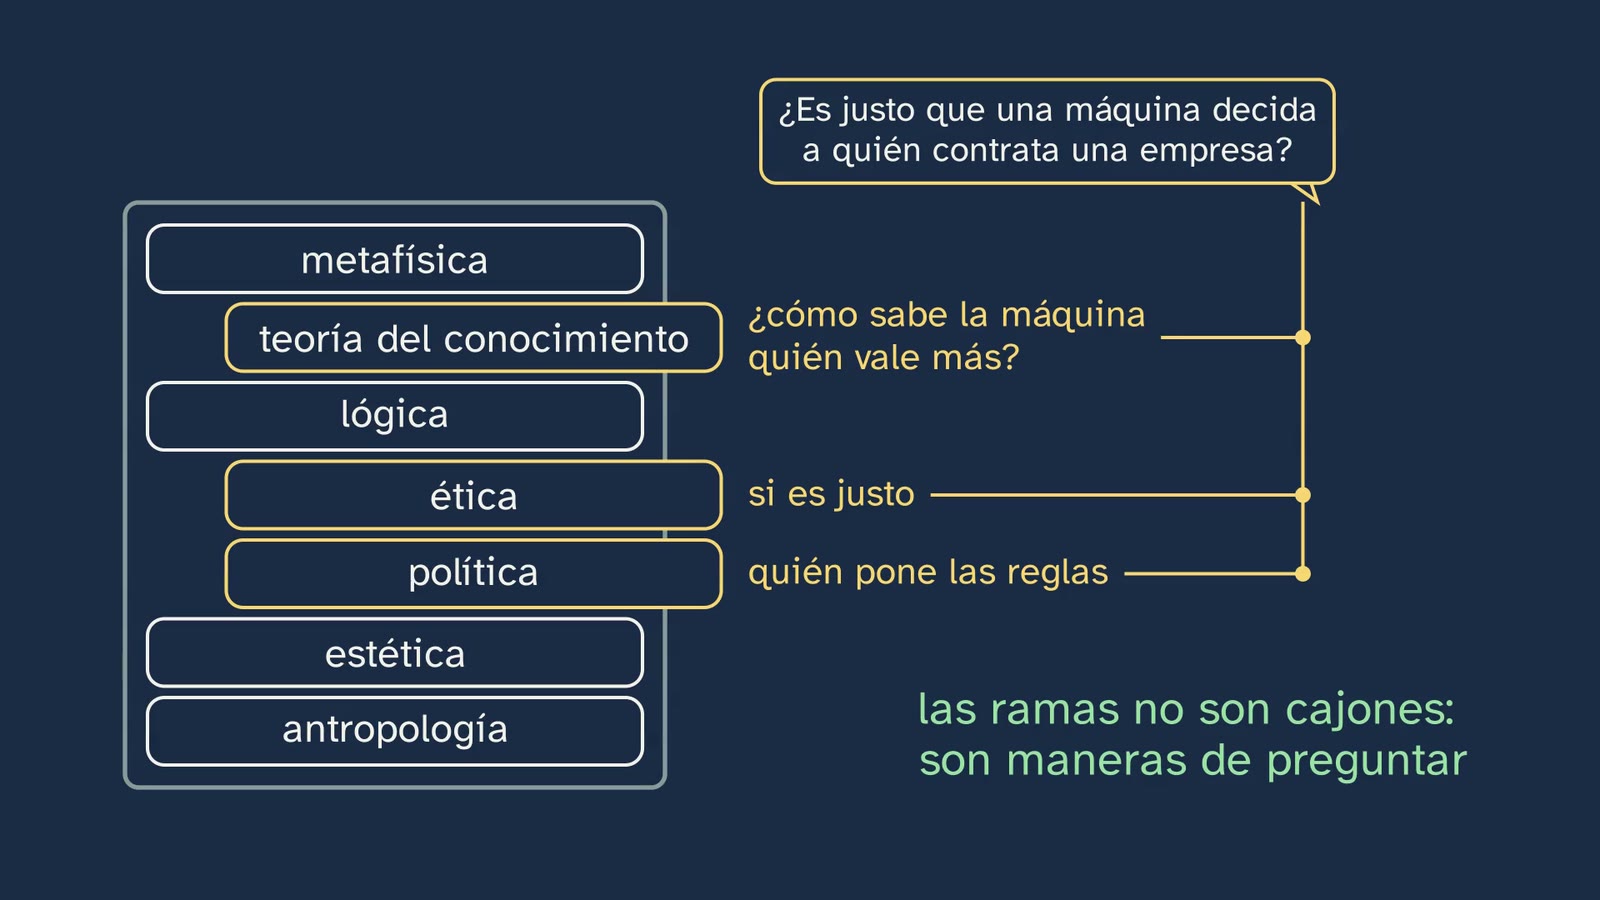 ¿Es justo que una máquina decida
a quién contrata una empresa?
metafísica
teoría del conocimiento
¿cómo sabe la máquina
quién vale más?
lógica
ética
si es justo
política
quién pone las reglas
estética
antropología
las ramas no son cajones:
son maneras de preguntar